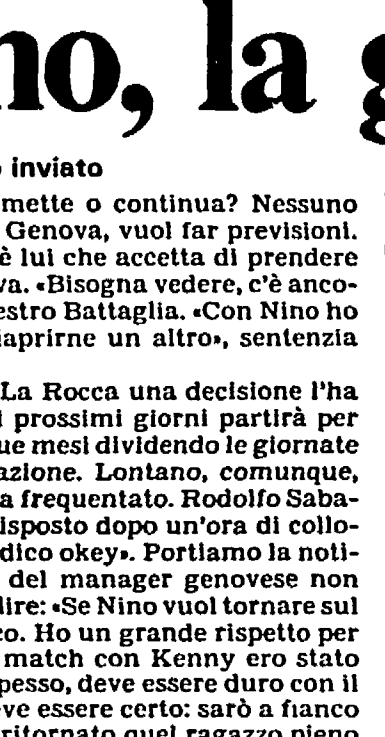 no, la g
inviato
mette o continua? Nessuno
Genova, vuol far previsioni.
è lui che accetta di prendere
va. «Bisogna vedere, c'è anco-
estro Battaglia. «Con Nino ho
iaprirne un altro», sentenzia
La Rocca una decisione l'ha
i prossimi giorni partirà per
ue mesi dividendo le giornate
azione. Lontano, comunque,
a frequentato. Rodolfo Saba-
isposto dopo un'ora di collo-
dico okey». Portiamo la noti-
del manager genovese non
dire: «Se Nino vuol tornare sul
co. Ho un grande rispetto per
match con Kenny ero stato
pesso, deve essere duro con il
ve essere certo: sarò a fianco
ritornato quel ragazzo pieno